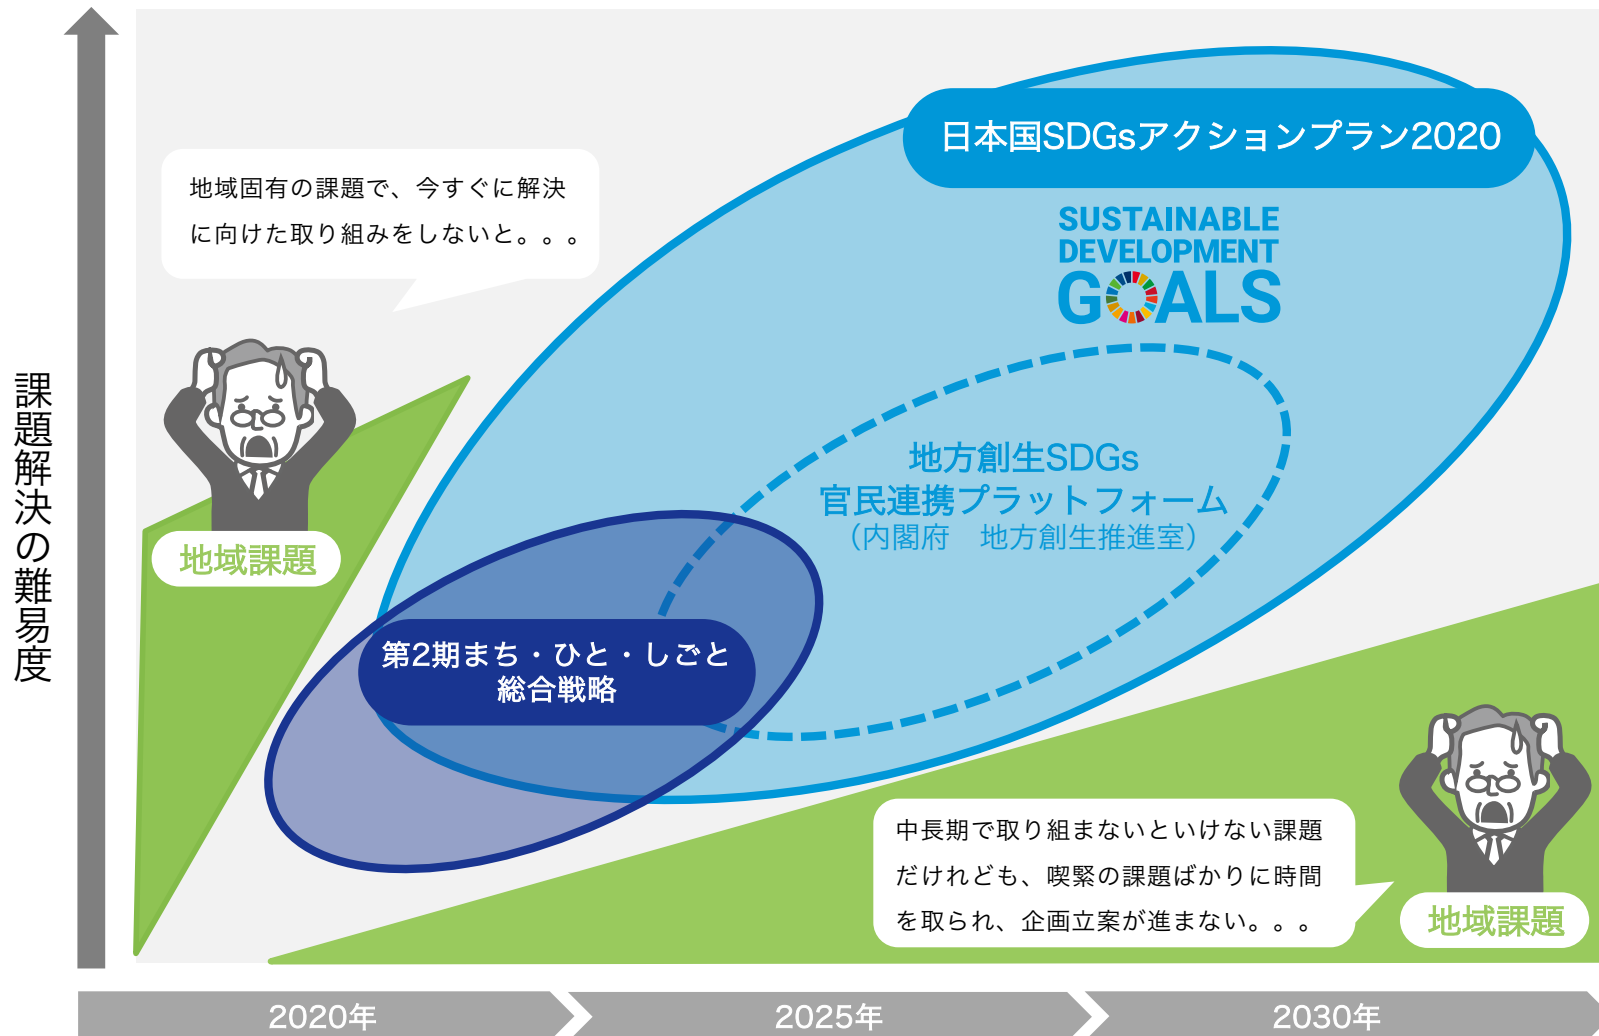 課題解決の難易度
日本国SDGsアクションプラン2020
地域固有の課題で、今すぐに解決
に向けた取り組みをしないと。。。
SUSTAINABLE
DEVELOPMENT
GOALS
地方創生SDGs
官民連携プラットフォーム
（内閣府　地方創生推進室）
地域課題
第2期まち・ひと・しごと
総合戦略
中長期で取り組まないといけない課題
だけれども、喫緊の課題ばかりに時間
を取られ、企画立案が進まない。。。
地域課題
2020年
2025年
2030年